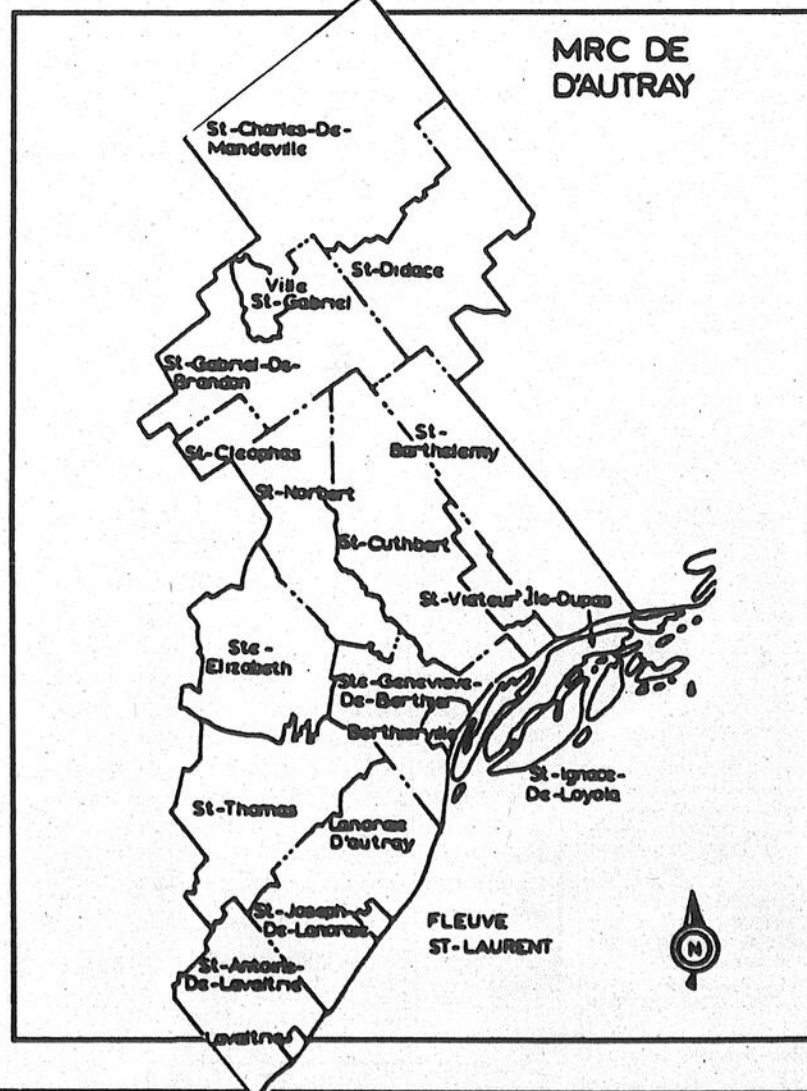 MRC DE
D'AUTRAY
St-Charles-De-
Mandeville
St-Didace
Ville
St-Gabriel
St-Gabriel-De-
Brandon
St-
Barthelemy
St-Cleophas
St-Norbert
St-Cuthbert
St-Viateur
Île-Dupas
Ste-
Elizabeth
Ste-Genevieve-
De-Berthier
Berthierville
St-Ignace-
De-Loyola
St-Thomas
Lanoraie
D'autray
St-Joseph-
De-Lanoraie
FLEUVE
ST-LAURENT
N
St-Antoine-
De-Lavaltrie
Lavaltrie